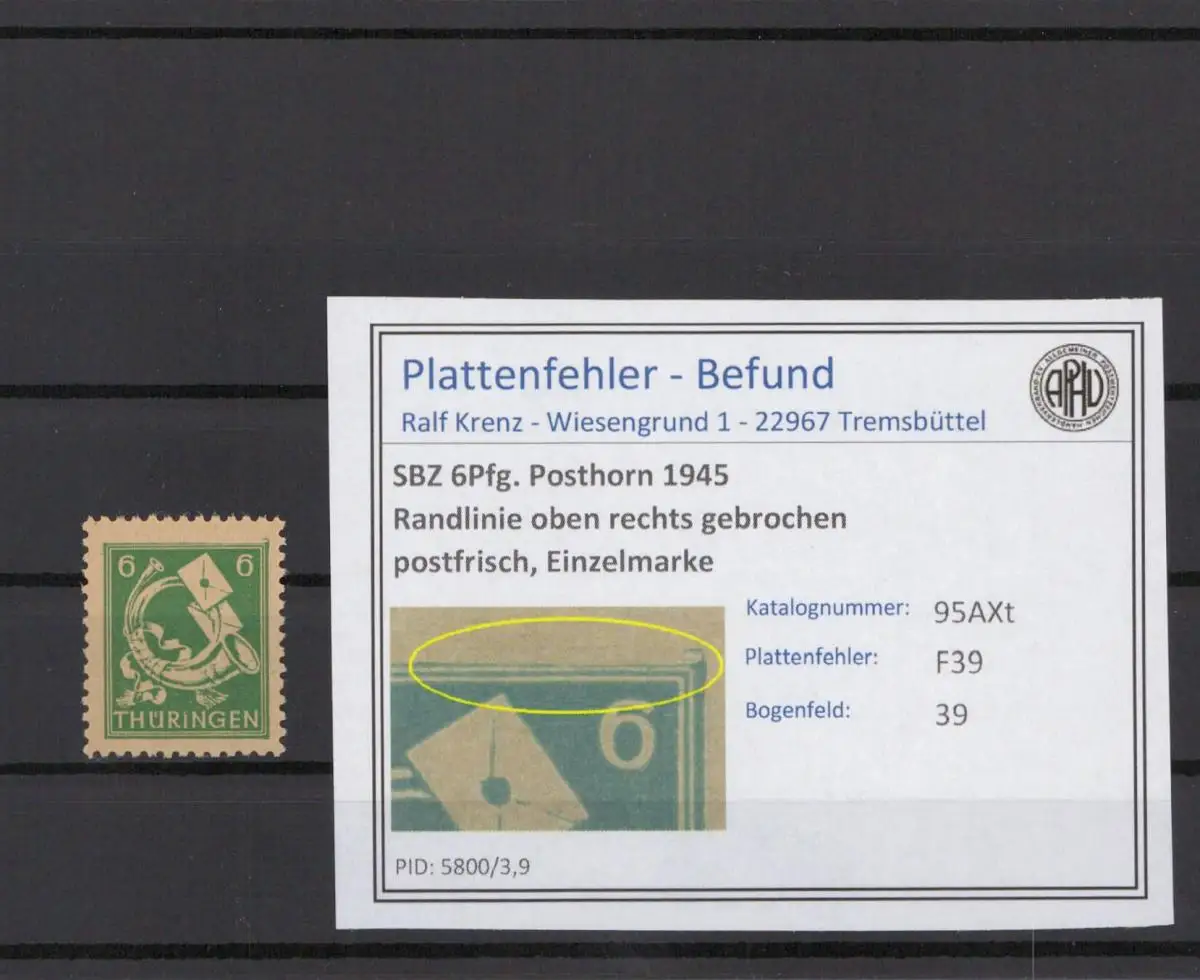 6 6
THÜRiNGEN
Plattenfehler - Befund
Ralf Krenz - Wiesengrund 1 - 22967 Tremsbüttel
APHV
SBZ 6Pfg. Posthorn 1945
Randlinie oben rechts gebrochen
postfrisch, Einzelmarke
6
Katalognummer: 95AXt
Plattenfehler: F39
Bogenfeld: 39
PID: 5800/3,9